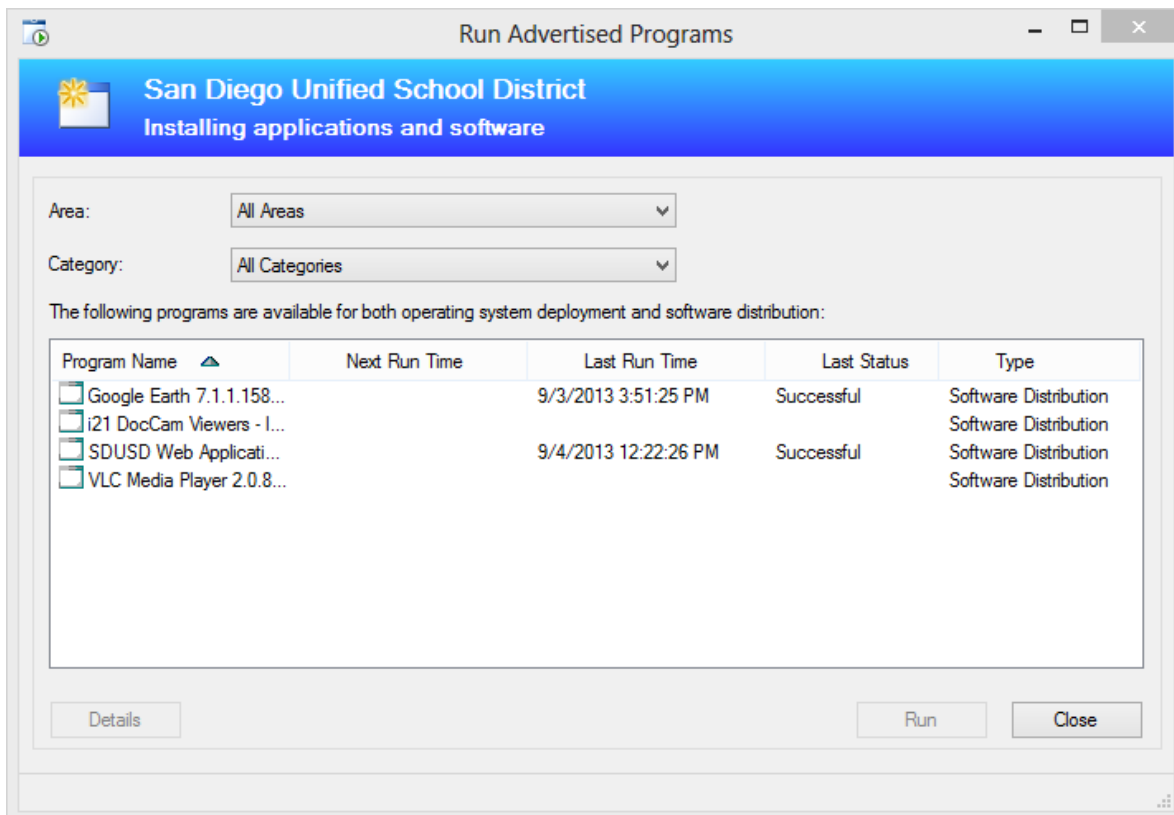 Run Advertised Programs
San Diego Unified School District
Installing applications and software
Area: All Areas
Category: All Categories
The following programs are available for both operating system deployment and software distribution:
Program Name Next Run Time Last Run Time Last Status Type
Google Earth 7.1.1.158... 9/3/2013 3:51:25 PM Successful Software Distribution
i21 DocCam Viewers - I... Software Distribution
SDUSD Web Applicati... 9/4/2013 12:22:26 PM Successful Software Distribution
VLC Media Player 2.0.8... Software Distribution
Details Run Close